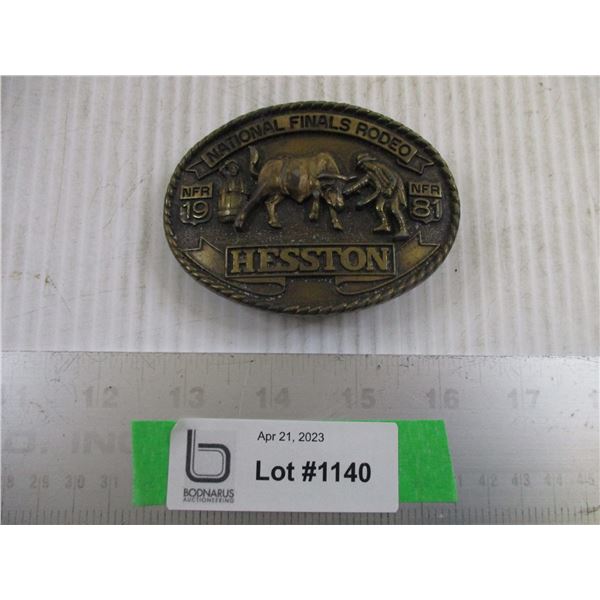 NATIONAL FINALS RODEO
NFR NFR
19 81
HESSTON
12 13 14 15 16 17
Apr 21, 2023
Lot #1140
BODNARUS
AUCTIONEERING